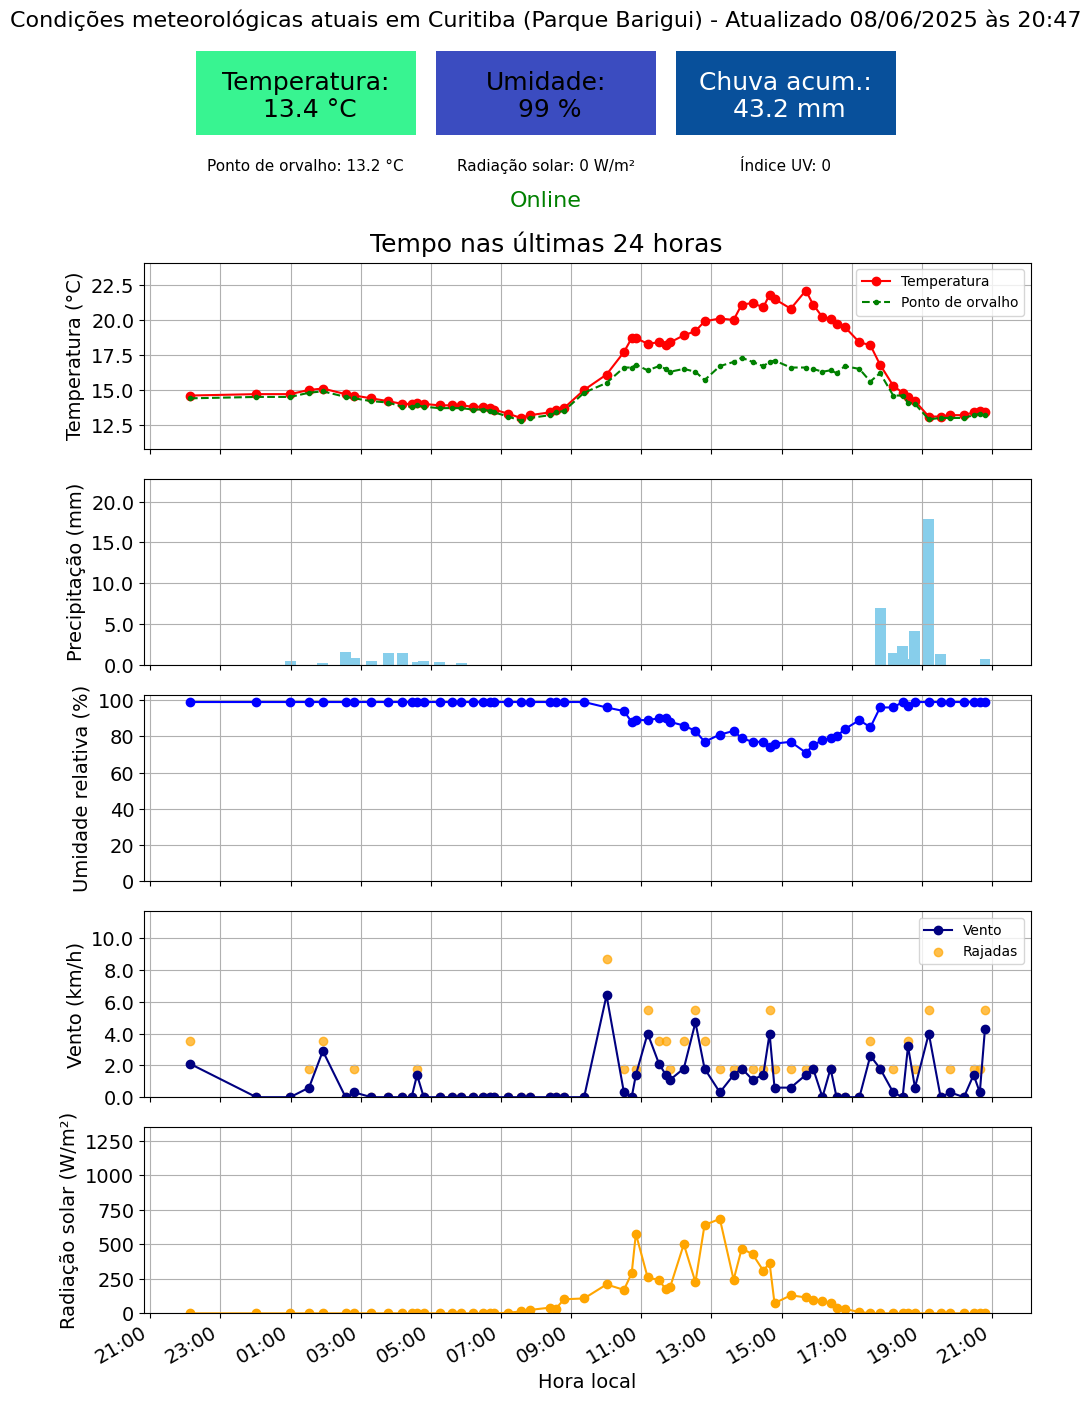 Condições meteorológicas atuais em Curitiba (Parque Barigui) - Atualizado 08/06/2025 às 20:47
Temperatura:
13.4 °C
Umidade:
99 %
Chuva acum.:
43.2 mm
Ponto de orvalho: 13.2 °C
Radiação solar: 0 W/m²
Índice UV: 0
Online
Tempo nas últimas 24 horas
Temperatura (°C)
22.5
20.0
17.5
15.0
12.5
Temperatura
Ponto de orvalho
Precipitação (mm)
20.0
15.0
10.0
5.0
0.0
Umidade relativa (%)
100
80
60
40
20
0
Vento (km/h)
10.0
8.0
6.0
4.0
2.0
0.0
Vento
Rajadas
Radiação solar (W/m²)
1250
1000
750
500
250
0
21:00
23:00
01:00
03:00
05:00
07:00
09:00
11:00
13:00
15:00
17:00
19:00
21:00
Hora local